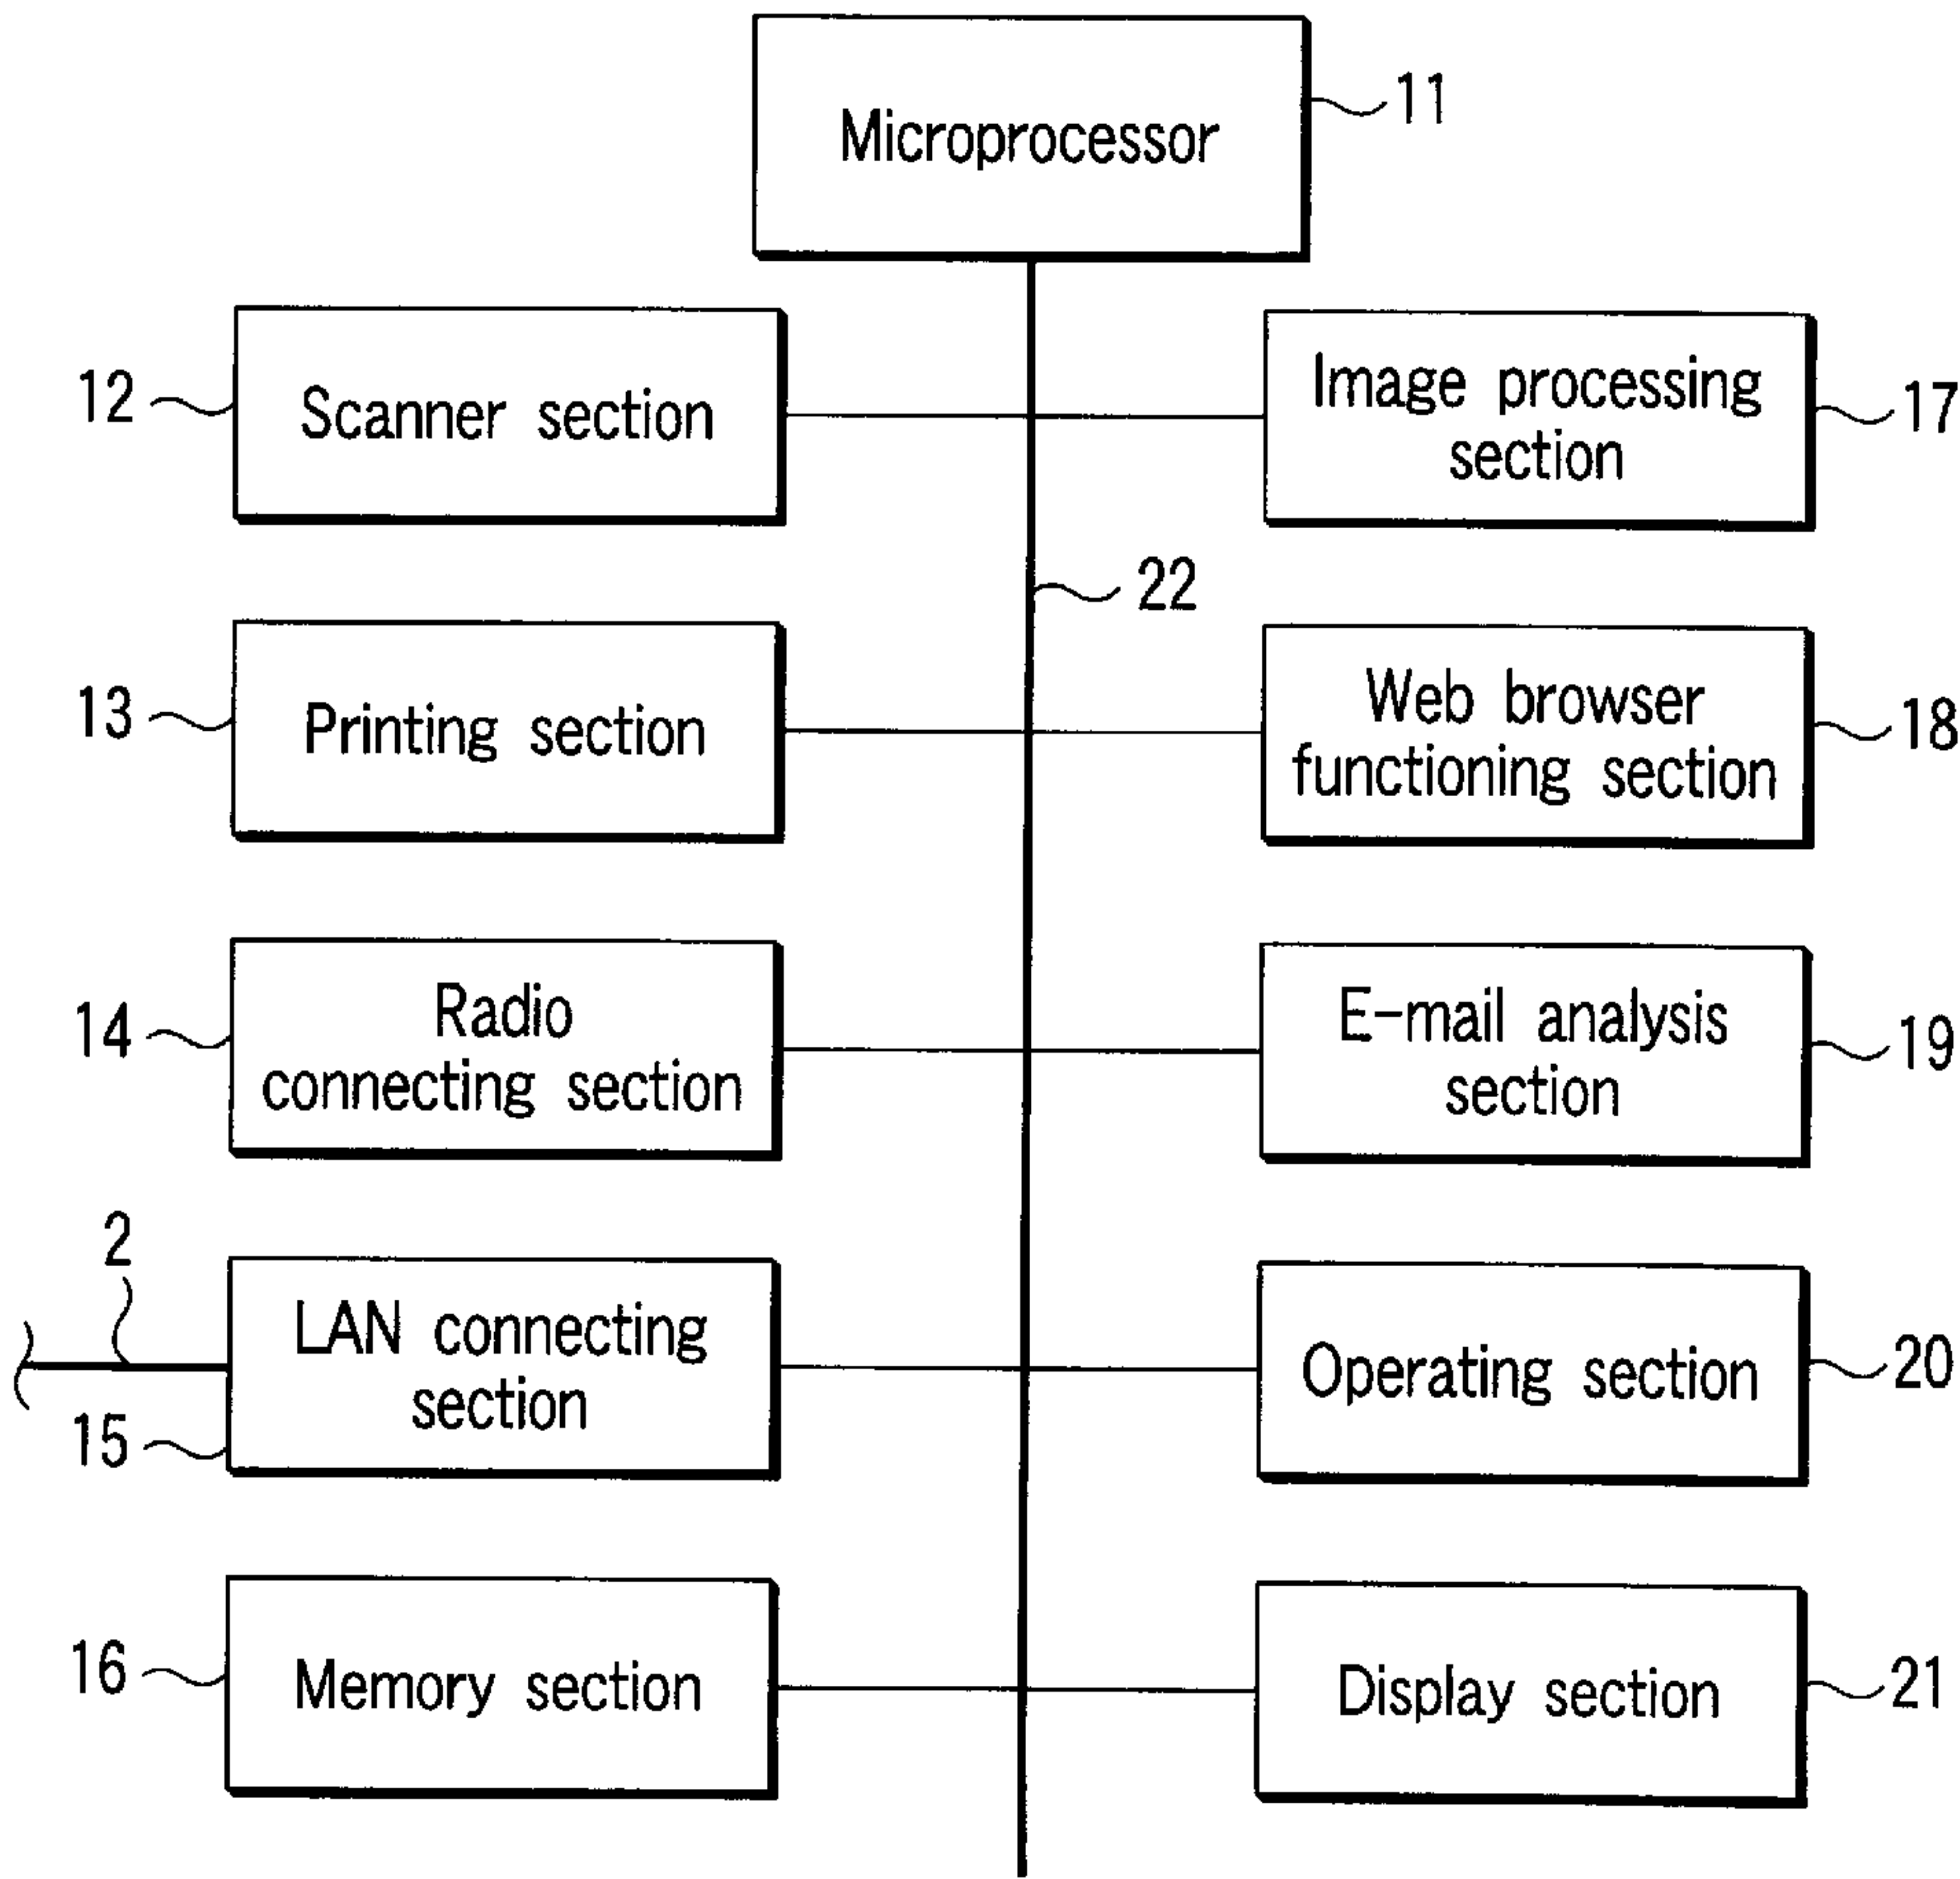 Microprocessor
11
12
Scanner section
Image processing
section
17
22
13
Printing section
Web browser
functioning section
18
14
Radio
connecting section
E-mail analysis
section
19
2
LAN connecting
section
15
Operating section
20
16
Memory section
Display section
21